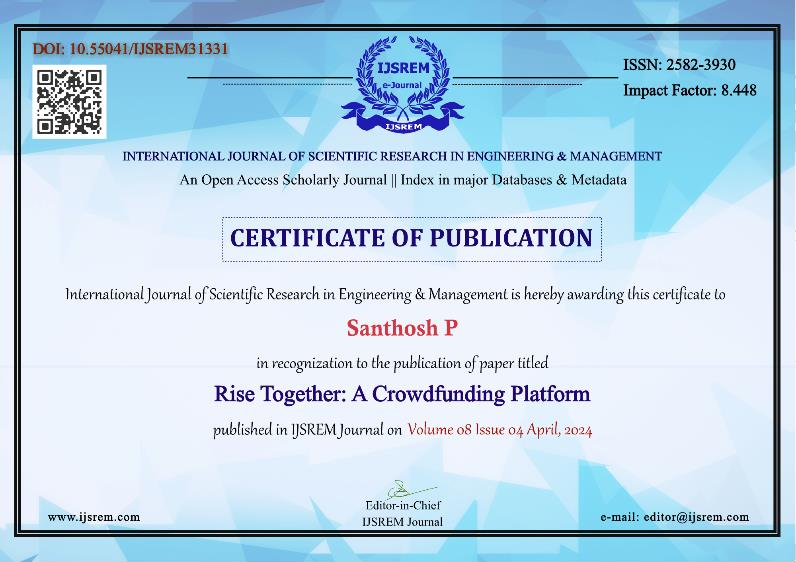 DOI: 10.55041/IJSREM31331
IJSREM
e-Journal
IJSREM
ISSN: 2582-3930
Impact Factor: 8.448
INTERNATIONAL JOURNAL OF SCIENTIFIC RESEARCH IN ENGINEERING & MANAGEMENT
An Open Access Scholarly Journal || Index in major Databases & Metadata
CERTIFICATE OF PUBLICATION
International Journal of Scientific Research in Engineering & Management is hereby awarding this certificate to
Santhosh P
in recognization to the publication of paper titled
Rise Together: A Crowdfunding Platform
published in IJSREM Journal on Volume 08 Issue 04 April, 2024
Editor-in-Chief
IJSREM Journal
www.ijsrem.com
e-mail: editor@ijsrem.com